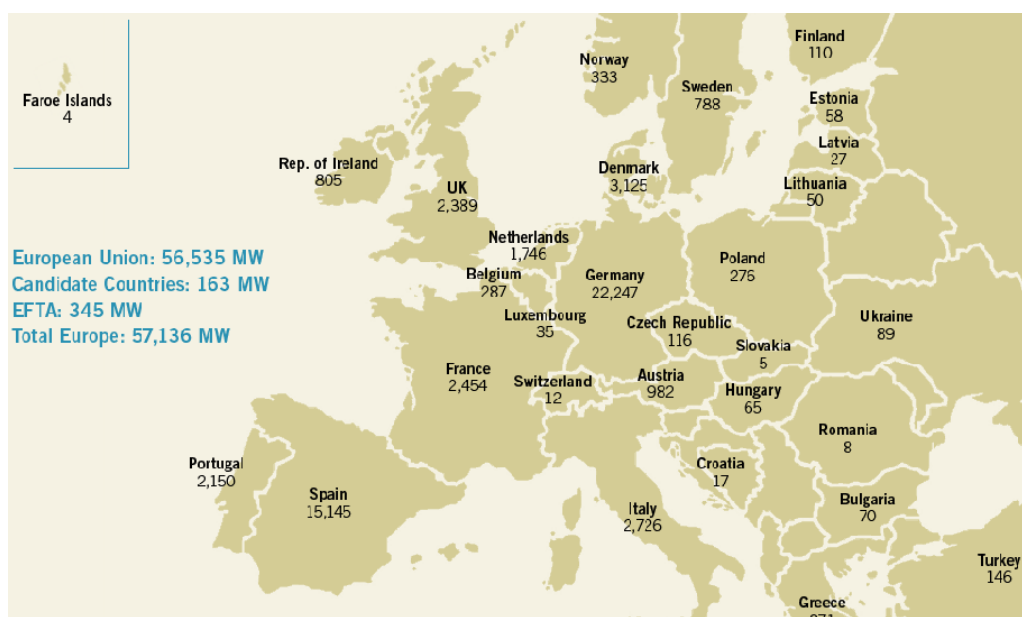 Faroe Islands
4
Norway
333
Sweden
788
Finland
110
Estonia
58
Latvia
27
Lithuania
50
Rep. of Ireland
805
UK
2,389
Denmark
3,125
Netherlands
1,746
Belgium
287
Luxembourg
35
Germany
22,247
Poland
276
European Union: 56,535 MW
Candidate Countries: 163 MW
EFTA: 345 MW
Total Europe: 57,136 MW
Czech Republic
116
Slovakia
5
Ukraine
89
France
2,454
Switzerland
12
Austria
982
Hungary
65
Romania
8
Portugal
2,150
Spain
15,145
Italy
2,726
Croatia
17
Bulgaria
70
Turkey
146
Greece